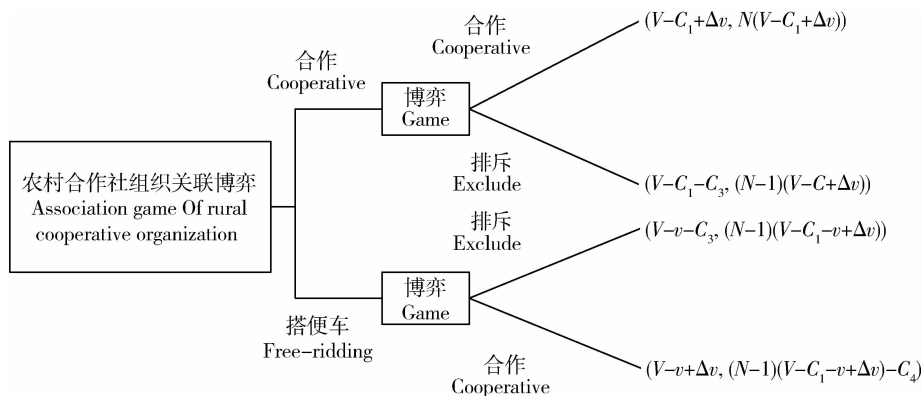 合作
Cooperative
(V-C₁+Δv, N(V-C₁+Δv))
合作
Cooperative
博弈
Game
排斥
Exclude
(V-C₁-C₃, (N-1)(V-C+Δv))
农村合作社组织关联博弈
Association game Of rural
cooperative organization
排斥
Exclude
(V-v-C₃, (N-1)(V-C₁-v+Δv))
博弈
Game
搭便车
Free-ridding
合作
Cooperative
(V-v+Δv, (N-1)(V-C₁-v+Δv)-C₄)